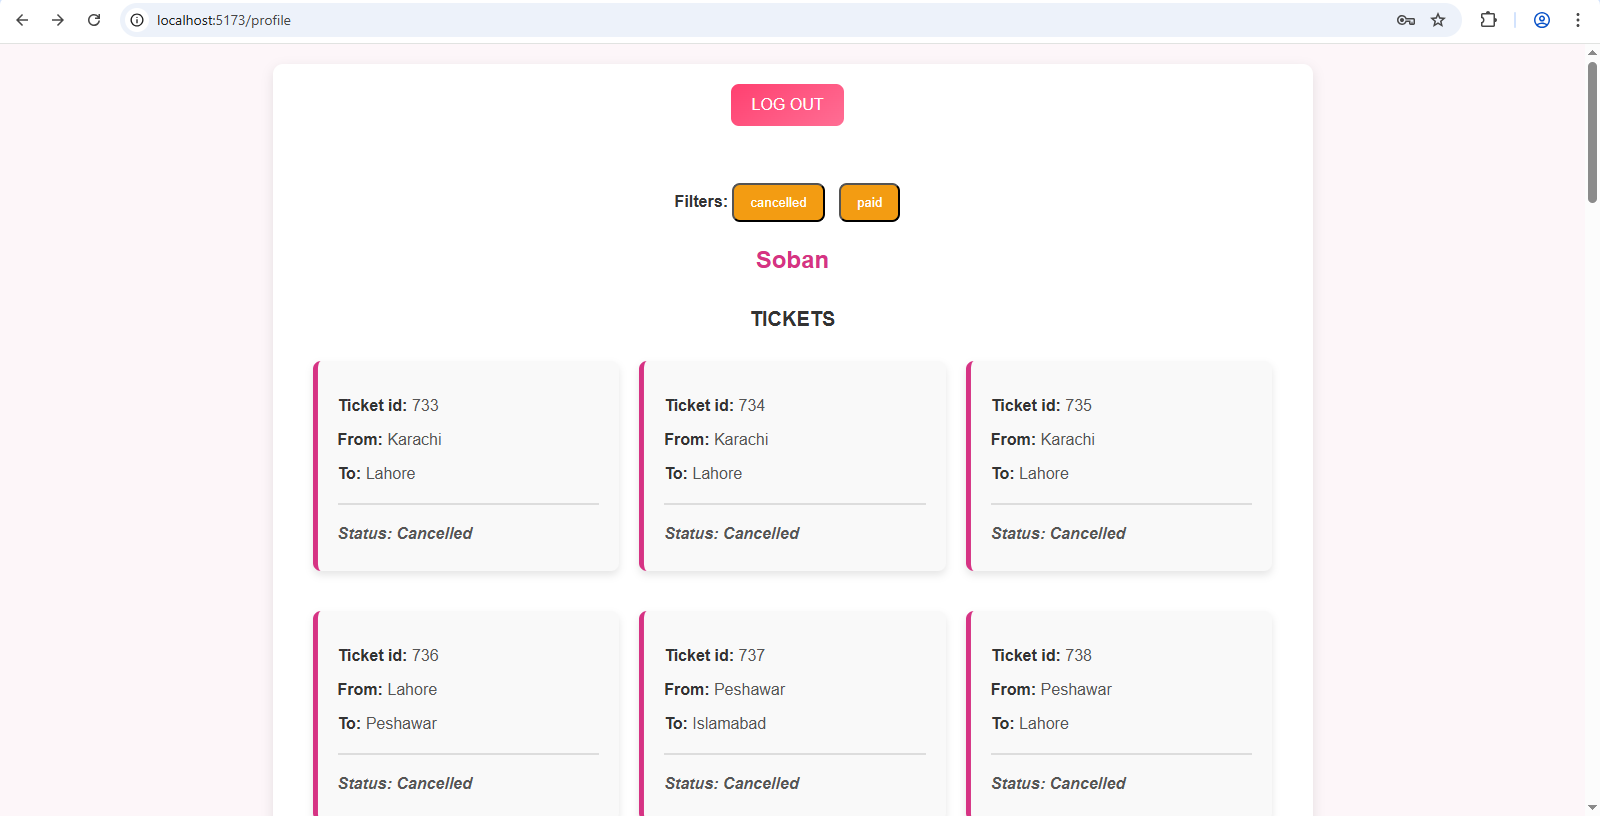 localhost:5173/profile
LOG OUT
Filters: cancelled paid
Soban
TICKETS
Ticket id: 733
From: Karachi
To: Lahore
Status: Cancelled
Ticket id: 734
From: Karachi
To: Lahore
Status: Cancelled
Ticket id: 735
From: Karachi
To: Lahore
Status: Cancelled
Ticket id: 736
From: Lahore
To: Peshawar
Status: Cancelled
Ticket id: 737
From: Peshawar
To: Islamabad
Status: Cancelled
Ticket id: 738
From: Peshawar
To: Lahore
Status: Cancelled